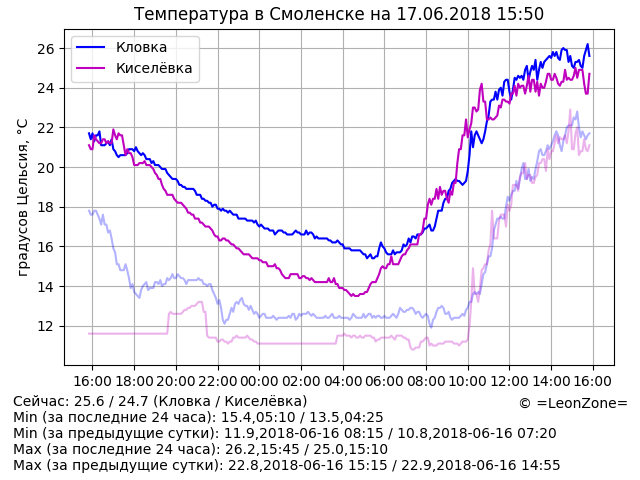 Температура в Смоленске на 17.06.2018 15:50
градусов Цельсия, °C
Кловка
Киселёвка
26
24
22
20
18
16
14
12
16:00 18:00 20:00 22:00 00:00 02:00 04:00 06:00 08:00 10:00 12:00 14:00 16:00
© =LeonZone=
Сейчас: 25.6 / 24.7 (Кловка / Киселёвка)
Min (за последние 24 часа): 15.4,05:10 / 13.5,04:25
Min (за предыдущие сутки): 11.9,2018-06-16 08:15 / 10.8,2018-06-16 07:20
Max (за последние 24 часа): 26.2,15:45 / 25.0,15:10
Max (за предыдущие сутки): 22.8,2018-06-16 15:15 / 22.9,2018-06-16 14:55